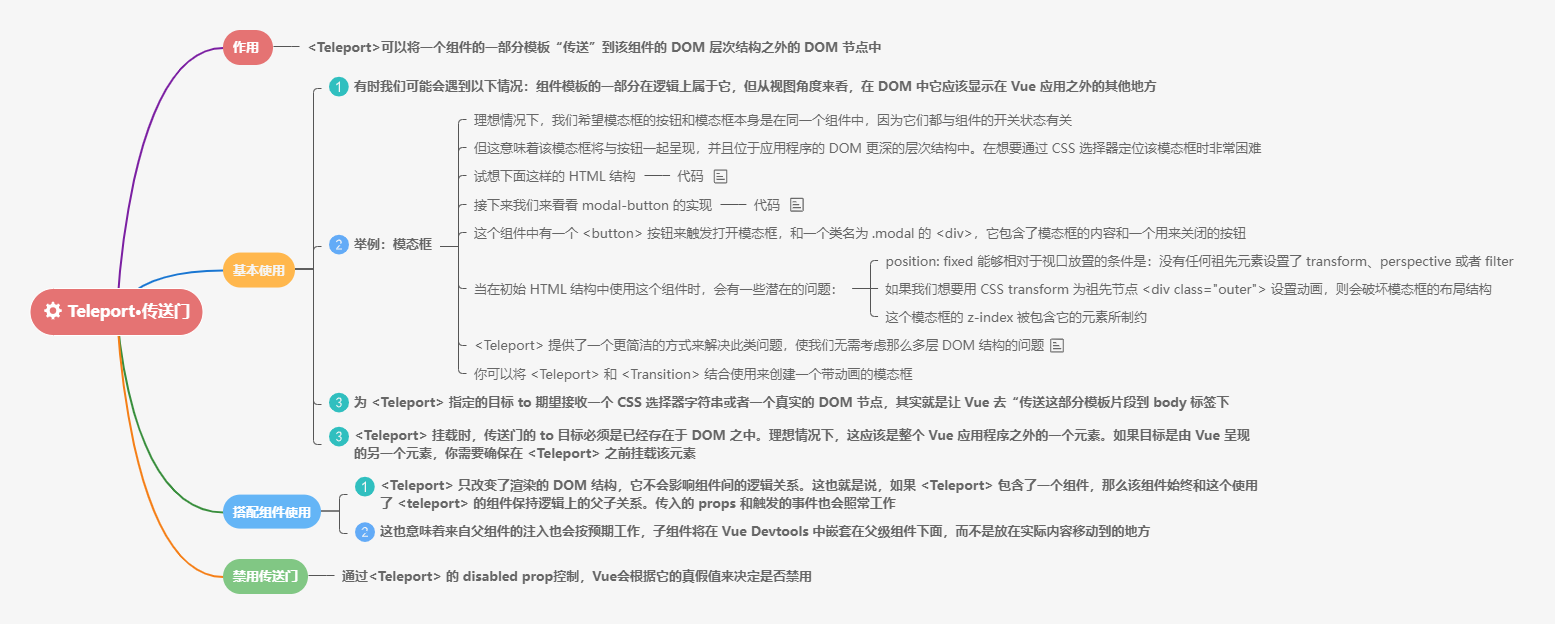 Teleport•传送门
作用
<Teleport>可以将一个组件的一部分模板“传送”到该组件的 DOM 层次结构之外的 DOM 节点中
基本使用
1 有时我们可能会遇到以下情况：组件模板的一部分在逻辑上属于它，但从视图角度来看，在 DOM 中它应该显示在 Vue 应用之外的其他地方
2 举例：模态框
理想情况下，我们希望模态框的按钮和模态框本身是在同一个组件中，因为它们都与组件的开关状态有关
但这意味着该模态框将与按钮一起呈现，并且位于应用程序的 DOM 更深的层次结构中。在想要通过 CSS 选择器定位该模态框时非常困难
试想下面这样的 HTML 结构 代码
接下来我们来看看 modal-button 的实现 代码
这个组件中有一个 <button> 按钮来触发打开模态框，和一个类名为 .modal 的 <div>，它包含了模态框的内容和一个用来关闭的按钮
当在初始 HTML 结构中使用这个组件时，会有一些潜在的问题：
position: fixed 能够相对于视口放置的条件是：没有任何祖先元素设置了 transform、perspective 或者 filter
如果我们想要用 CSS transform 为祖先节点 <div class="outer"> 设置动画，则会破坏模态框的布局结构
这个模态框的 z-index 被包含它的元素所制约
<Teleport> 提供了一个更简洁的方式来解决此类问题，使我们无需考虑那么多层 DOM 结构的问题
你可以将 <Teleport> 和 <Transition> 结合使用来创建一个带动画的模态框
3 为 <Teleport> 指定的目标 to 期望接收一个 CSS 选择器字符串或者一个真实的 DOM 节点，其实就是让 Vue 去“传送这部分模板片段到 body 标签下
3 <Teleport> 挂载时，传送门的 to 目标必须是已经存在于 DOM 之中。理想情况下，这应该是整个 Vue 应用程序之外的一个元素。如果目标是由 Vue 呈现
的另一个元素，你需要确保在 <Teleport> 之前挂载该元素
搭配组件使用
1 <Teleport> 只改变了渲染的 DOM 结构，它不会影响组件间的逻辑关系。这也就是说，如果 <Teleport> 包含了一个组件，那么该组件始终和这个使用
了 <teleport> 的组件保持逻辑上的父子关系。传入的 props 和触发的事件也会照常工作
2 这也意味着来自父组件的注入也会按预期工作，子组件将在 Vue Devtools 中嵌套在父级组件下面，而不是放在实际内容移动到的地方
禁用传送门
通过<Teleport> 的 disabled prop控制，Vue会根据它的真假值来决定是否禁用